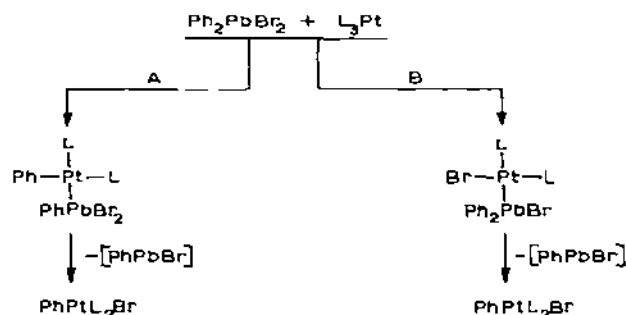 Ph₂PbBr₂ + L₃Pt
A B
L L
Ph Pt L Br Pt L
PhPbBr₂ Ph₂PbBr
-[PhPbBr] -[PhPbBr]
PhPtL₂Br PhPtL₂Br